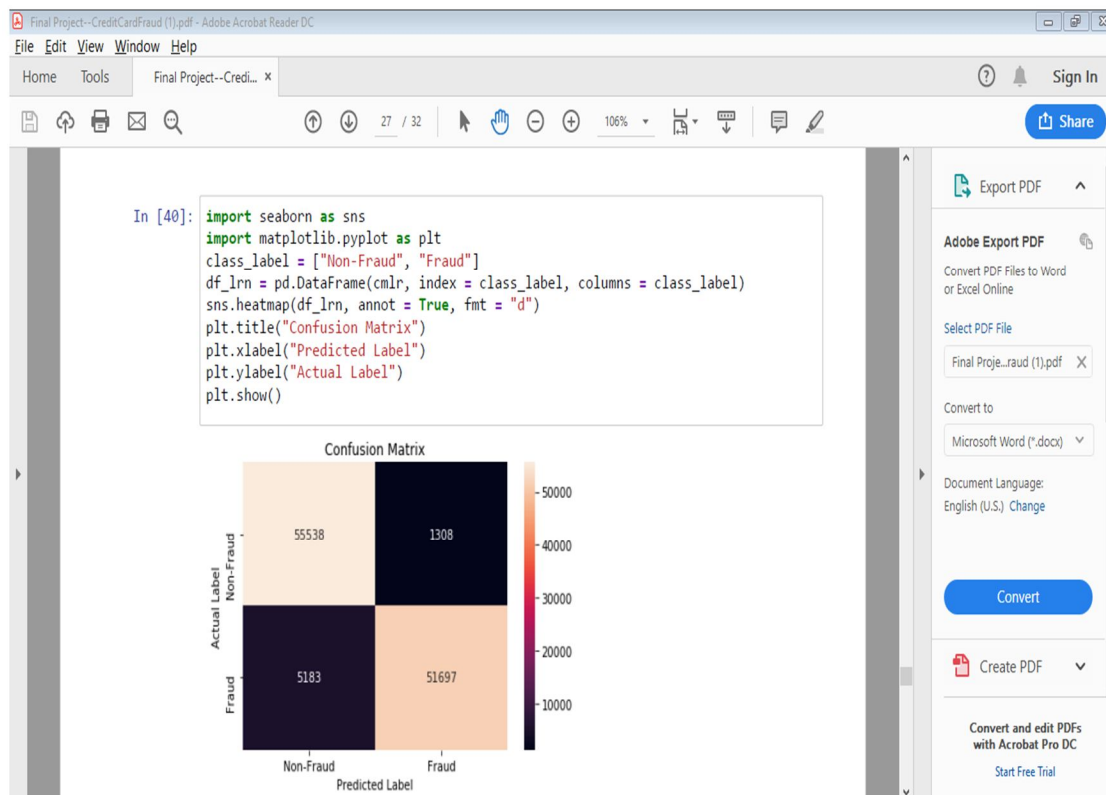 Final Project--CreditCardFraud (1).pdf - Adobe Acrobat Reader DC
File Edit View Window Help
Home Tools Final Project--Credi... × ? Sign In
27 / 32 106% Share
In [40]: import seaborn as sns
import matplotlib.pyplot as plt
class_label = ["Non-Fraud", "Fraud"]
df_lrn = pd.DataFrame(cmlr, index = class_label, columns = class_label)
sns.heatmap(df_lrn, annot = True, fmt = "d")
plt.title("Confusion Matrix")
plt.xlabel("Predicted Label")
plt.ylabel("Actual Label")
plt.show()
Confusion Matrix
Actual Label
Non-Fraud
Fraud
55538 1308
5183 51697
Non-Fraud Fraud
Predicted Label
50000
40000
30000
20000
10000
Export PDF
Adobe Export PDF
Convert PDF Files to Word
or Excel Online
Select PDF File
Final Proje...raud (1).pdf X
Convert to
Microsoft Word (*.docx)
Document Language:
English (U.S.) Change
Convert
Create PDF
Convert and edit PDFs
with Acrobat Pro DC
Start Free Trial